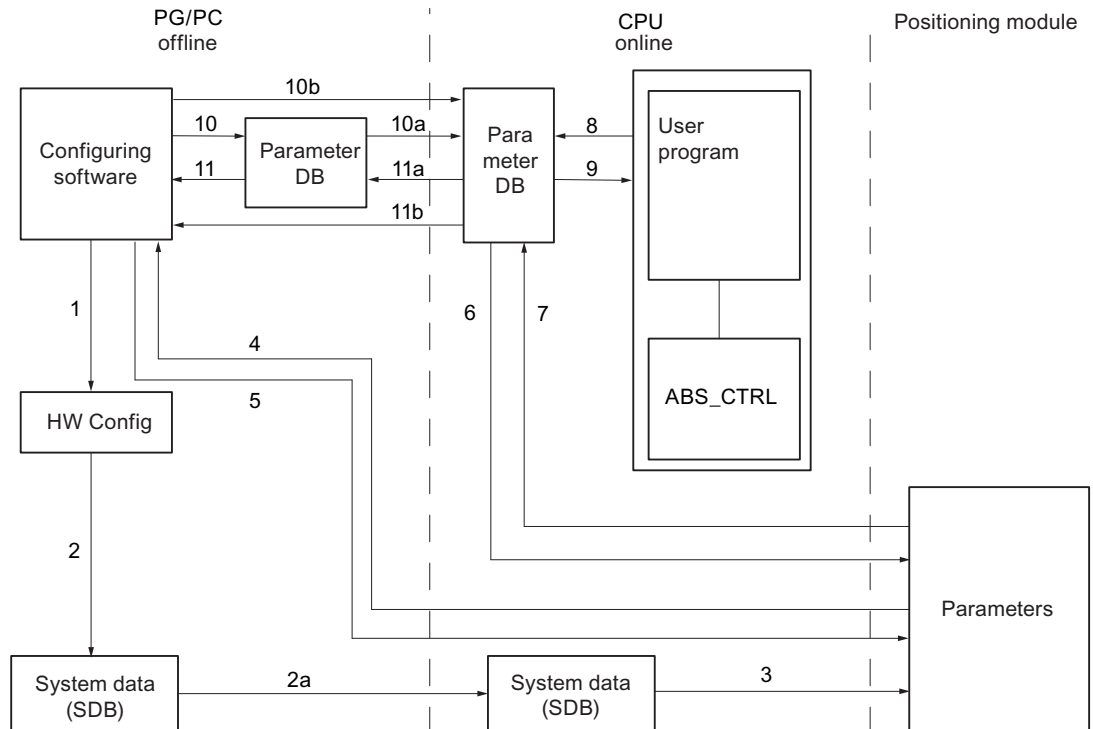 PG/PC
offline
CPU
online
Positioning module
10b
10
10a
8
Configuring
software
Parameter
DB
Para
meter
DB
User
program
11
11a
9
11b
1
6
7
4
5
HW Config
ABS_CTRL
2
Parameters
System data
(SDB)
2a
System data
(SDB)
3